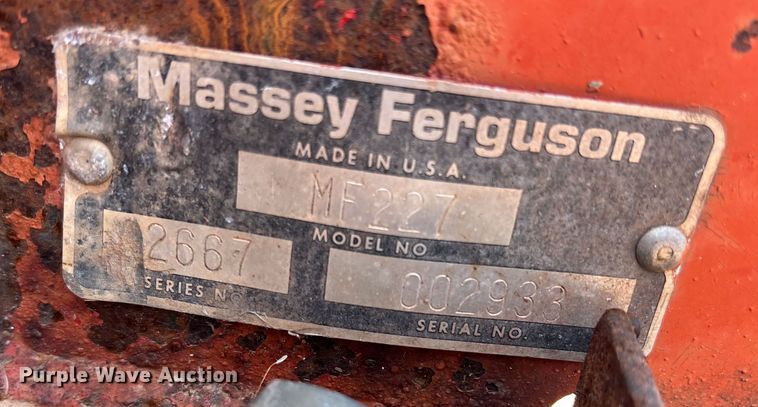 Massey Ferguson
MADE IN U.S.A.
MF227
MODEL NO
2667
SERIES NO
002933
SERIAL NO.
Purple Wave Auction